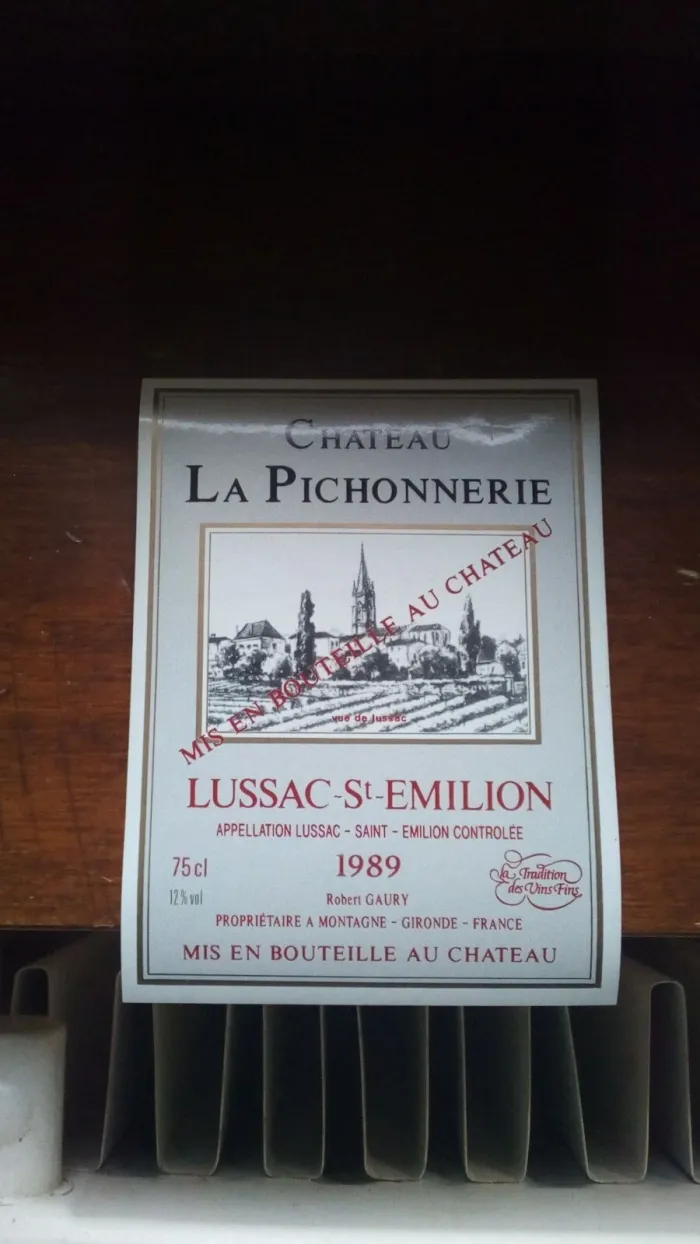 CHATEAU
LA PICHONNERIE
MIS EN BOUTEILLE AU CHATEAU
vue de lussac
LUSSAC-St-EMILION
APPELLATION LUSSAC - SAINT - EMILION CONTROLÉE
75 cl
1989
12% vol
la Tradition
des Vins Fins
Robert GAURY
PROPRIÉTAIRE A MONTAGNE - GIRONDE - FRANCE
MIS EN BOUTEILLE AU CHATEAU